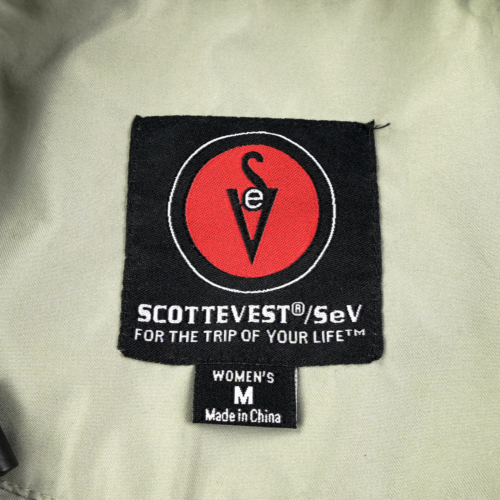 SeV
SCOTTEVEST®/SeV
FOR THE TRIP OF YOUR LIFE™
WOMEN'S
M
Made in China